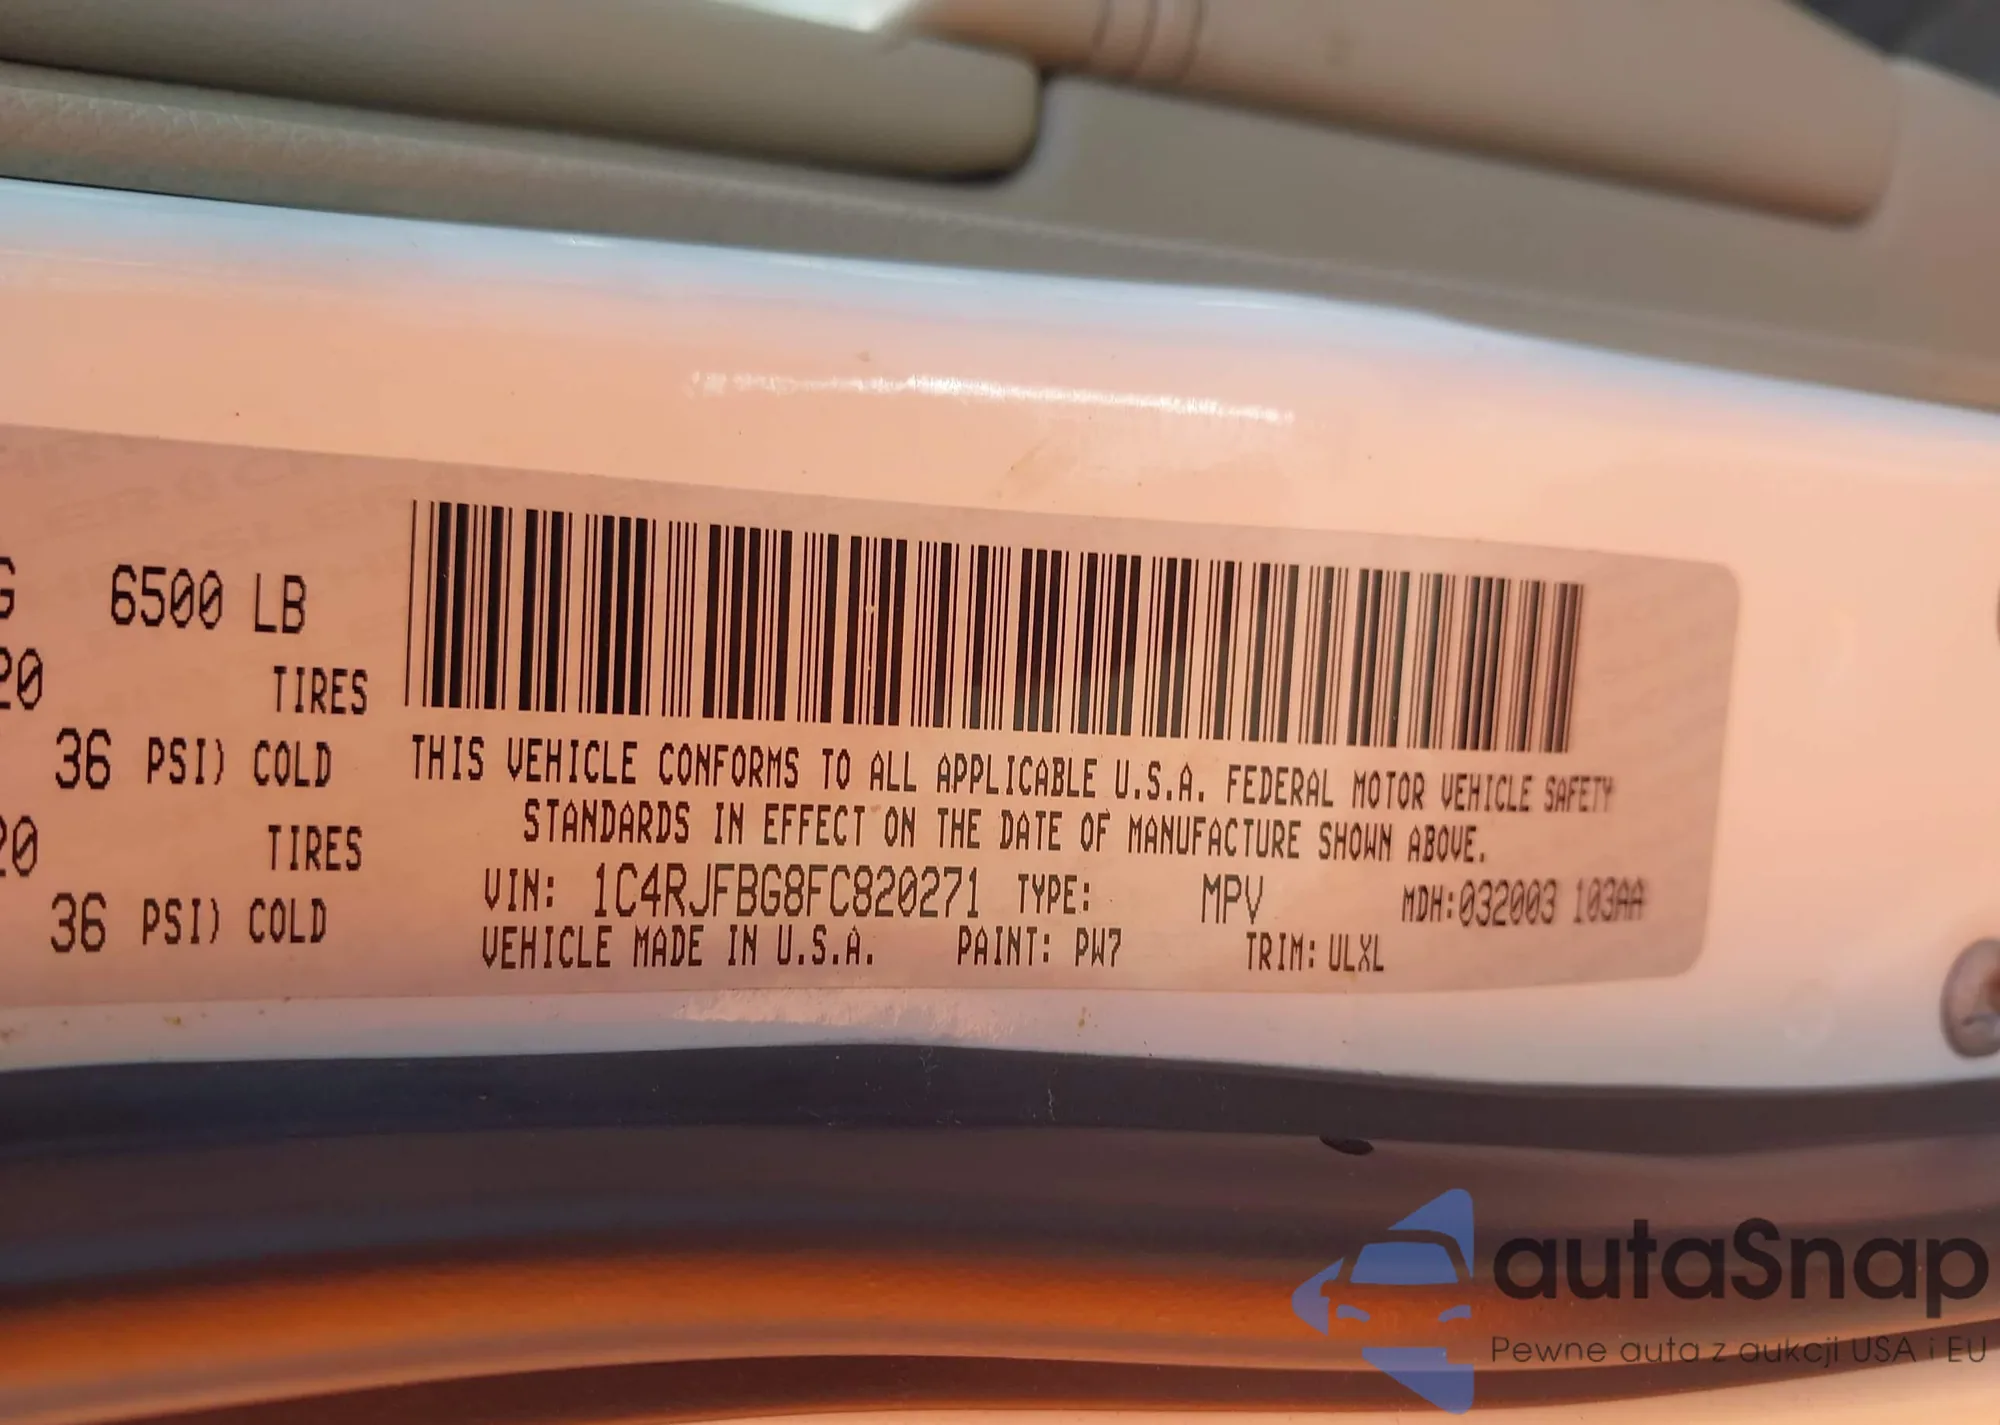 6500 LB
20 TIRES
36 PSI) COLD
20 TIRES
36 PSI) COLD
THIS VEHICLE CONFORMS TO ALL APPLICABLE U.S.A. FEDERAL MOTOR VEHICLE SAFETY
STANDARDS IN EFFECT ON THE DATE OF MANUFACTURE SHOWN ABOVE.
VIN: 1C4RJFBG8FC820271 TYPE: MPV MDH:032003 103AA
VEHICLE MADE IN U.S.A. PAINT: PW7 TRIM: ULXL
autaSnap
Pewne auta z aukcji USA i EU